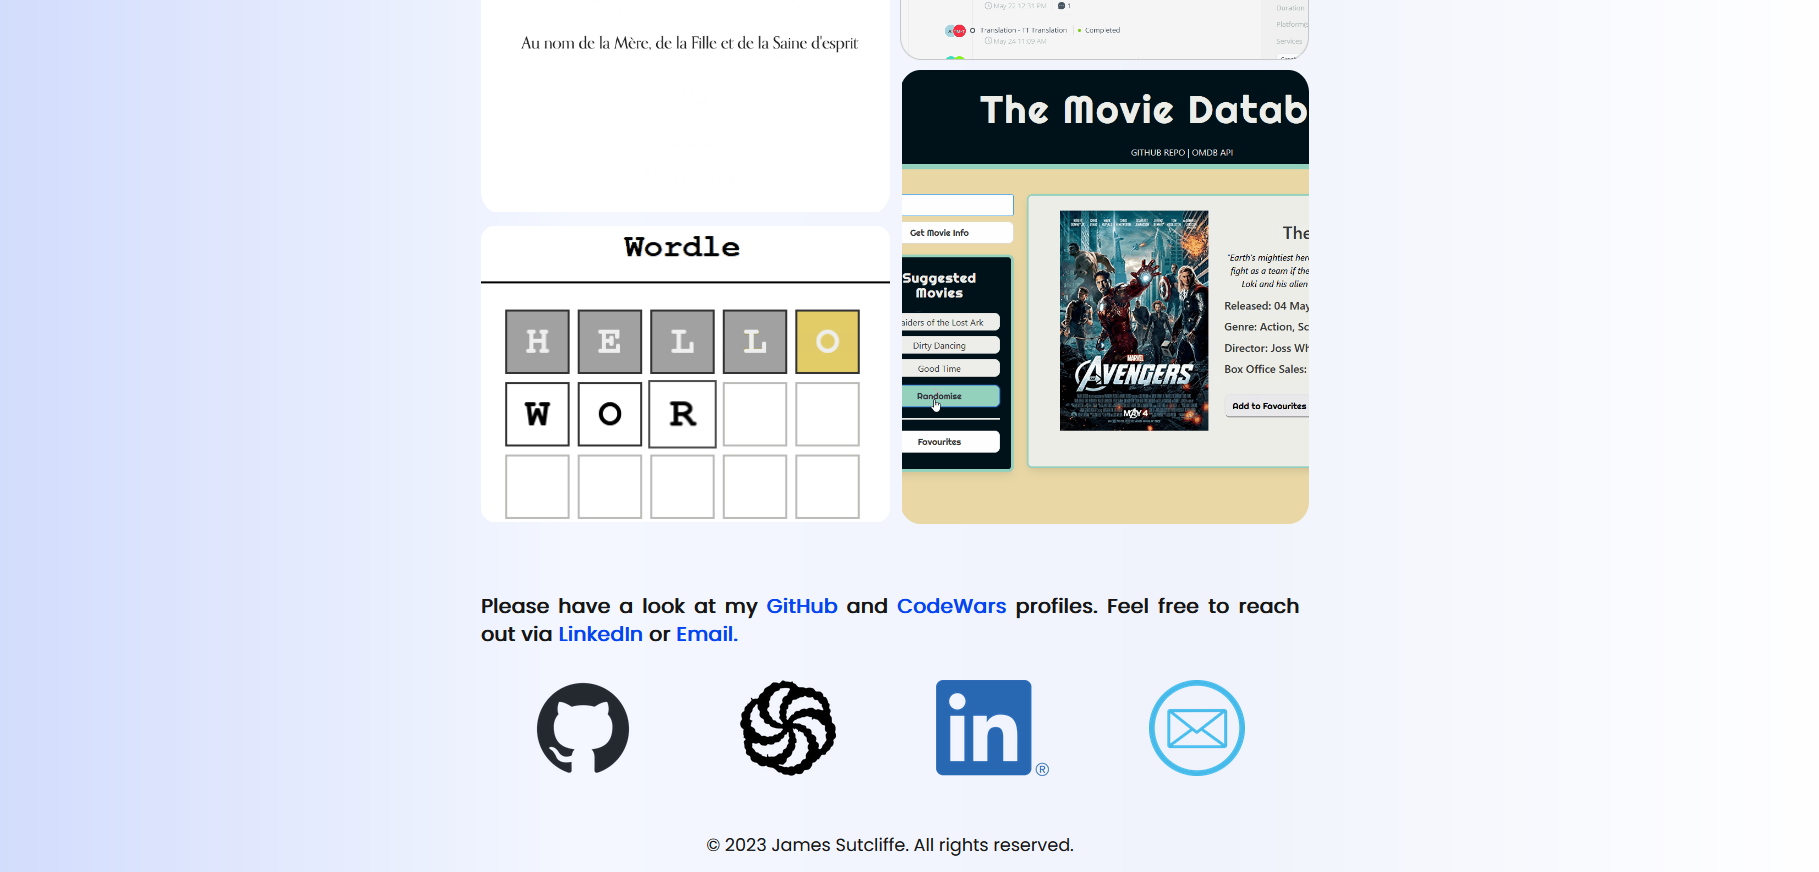 Au nom de la Mère, de la Fille et de la Saine d'esprit
May 22 12:31 PM 1
Translation - TT Translation Completed
May 24 11:09 AM
Duration
Platforms
Services
The Movie Datab
GITHUB REPO | OMDB API
Get Movie Info
Suggested
Movies
aiders of the Lost Ark
Dirty Dancing
Good Time
Randomise
Favourites
MARVEL
AVENGERS
MAY 4
The
"Earth's mightiest her
fight as a team if the
Loki and his alien
Released: 04 May
Genre: Action, Sc
Director: Joss Wh
Box Office Sales:
Add to Favourites
Wordle
H E L L O
W O R
Please have a look at my GitHub and CodeWars profiles. Feel free to reach
out via LinkedIn or Email.
in ®
© 2023 James Sutcliffe. All rights reserved.